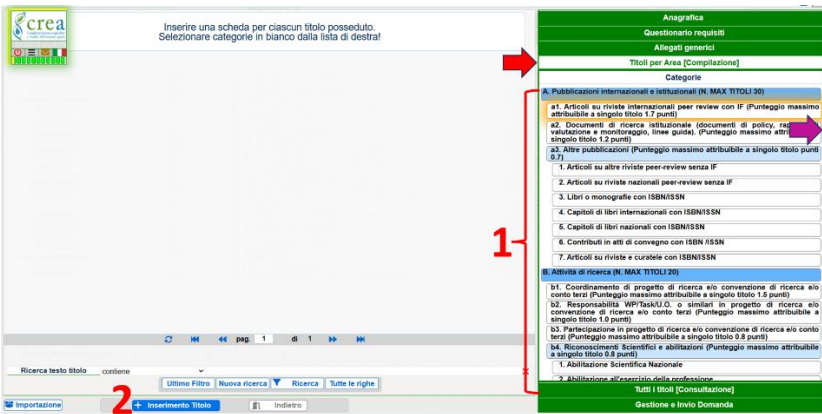 crea
Inserire una scheda per ciascun titolo posseduto.
Selezionare categorie in bianco dalla lista di destra!
pag. 1 di 1
Ricerca testo titolo contiene
Ultimo Filtro Nuova ricerca Ricerca Tutte le righe
Importazione
2
+ Inserimento Titolo
Indietro
1
Anagrafica
Questionario requisiti
Allegati generici
Titoli per Area [Compilazione]
Categorie
A. Pubblicazioni internazionali e istituzionali (N. MAX TITOLI 30)
a1. Articoli su riviste internazionali peer review con IF (Punteggio massimo
attribuibile a singolo titolo 1.7 punti)
a2. Documenti di ricerca istituzionale (documenti di policy,
valutazione e monitoraggio, linee guida). (Punteggio massimo
singolo titolo 1.2 punti)
a3. Altre pubblicazioni (Punteggio massimo attribuibile a singolo titolo punti
0.7)
1. Articoli su altre riviste peer-review senza IF
2. Articoli su riviste nazionali peer-review senza IF
3. Libri o monografie con ISBN/ISSN
4. Capitoli di libri internazionali con ISBN/ISSN
5. Capitoli di libri nazionali con ISBN/ISSN
6. Contributi in atti di convegno con ISBN /ISSN
7. Articoli su riviste e curatele con ISBN/ISSN
B. Attività di ricerca (N. MAX TITOLI 20)
b1. Coordinamento di progetto di ricerca e/o convenzione di ricerca e/o
conto terzi (Punteggio massimo attribuibile a singolo titolo 1.5 punti)
b2. Responsabilità WP/Task/U.O. o similari in progetto di ricerca e/o
convenzione di ricerca e/o conto terzi (Punteggio massimo attribuibile a
singolo titolo 1.0 punti)
b3. Partecipazione in progetto di ricerca e/o convenzione di ricerca e/o conto
terzi (Punteggio massimo attribuibile a singolo titolo 0.8 punti)
b4. Riconoscimenti Scientifici e abilitazioni (Punteggio massimo attribuibile
a singolo titolo 0.8 punti)
1. Abilitazione Scientifica Nazionale
2. Abilitazione all'esercizio della professione
Tutti i titoli [Consultazione]
Gestione e Invio Domanda